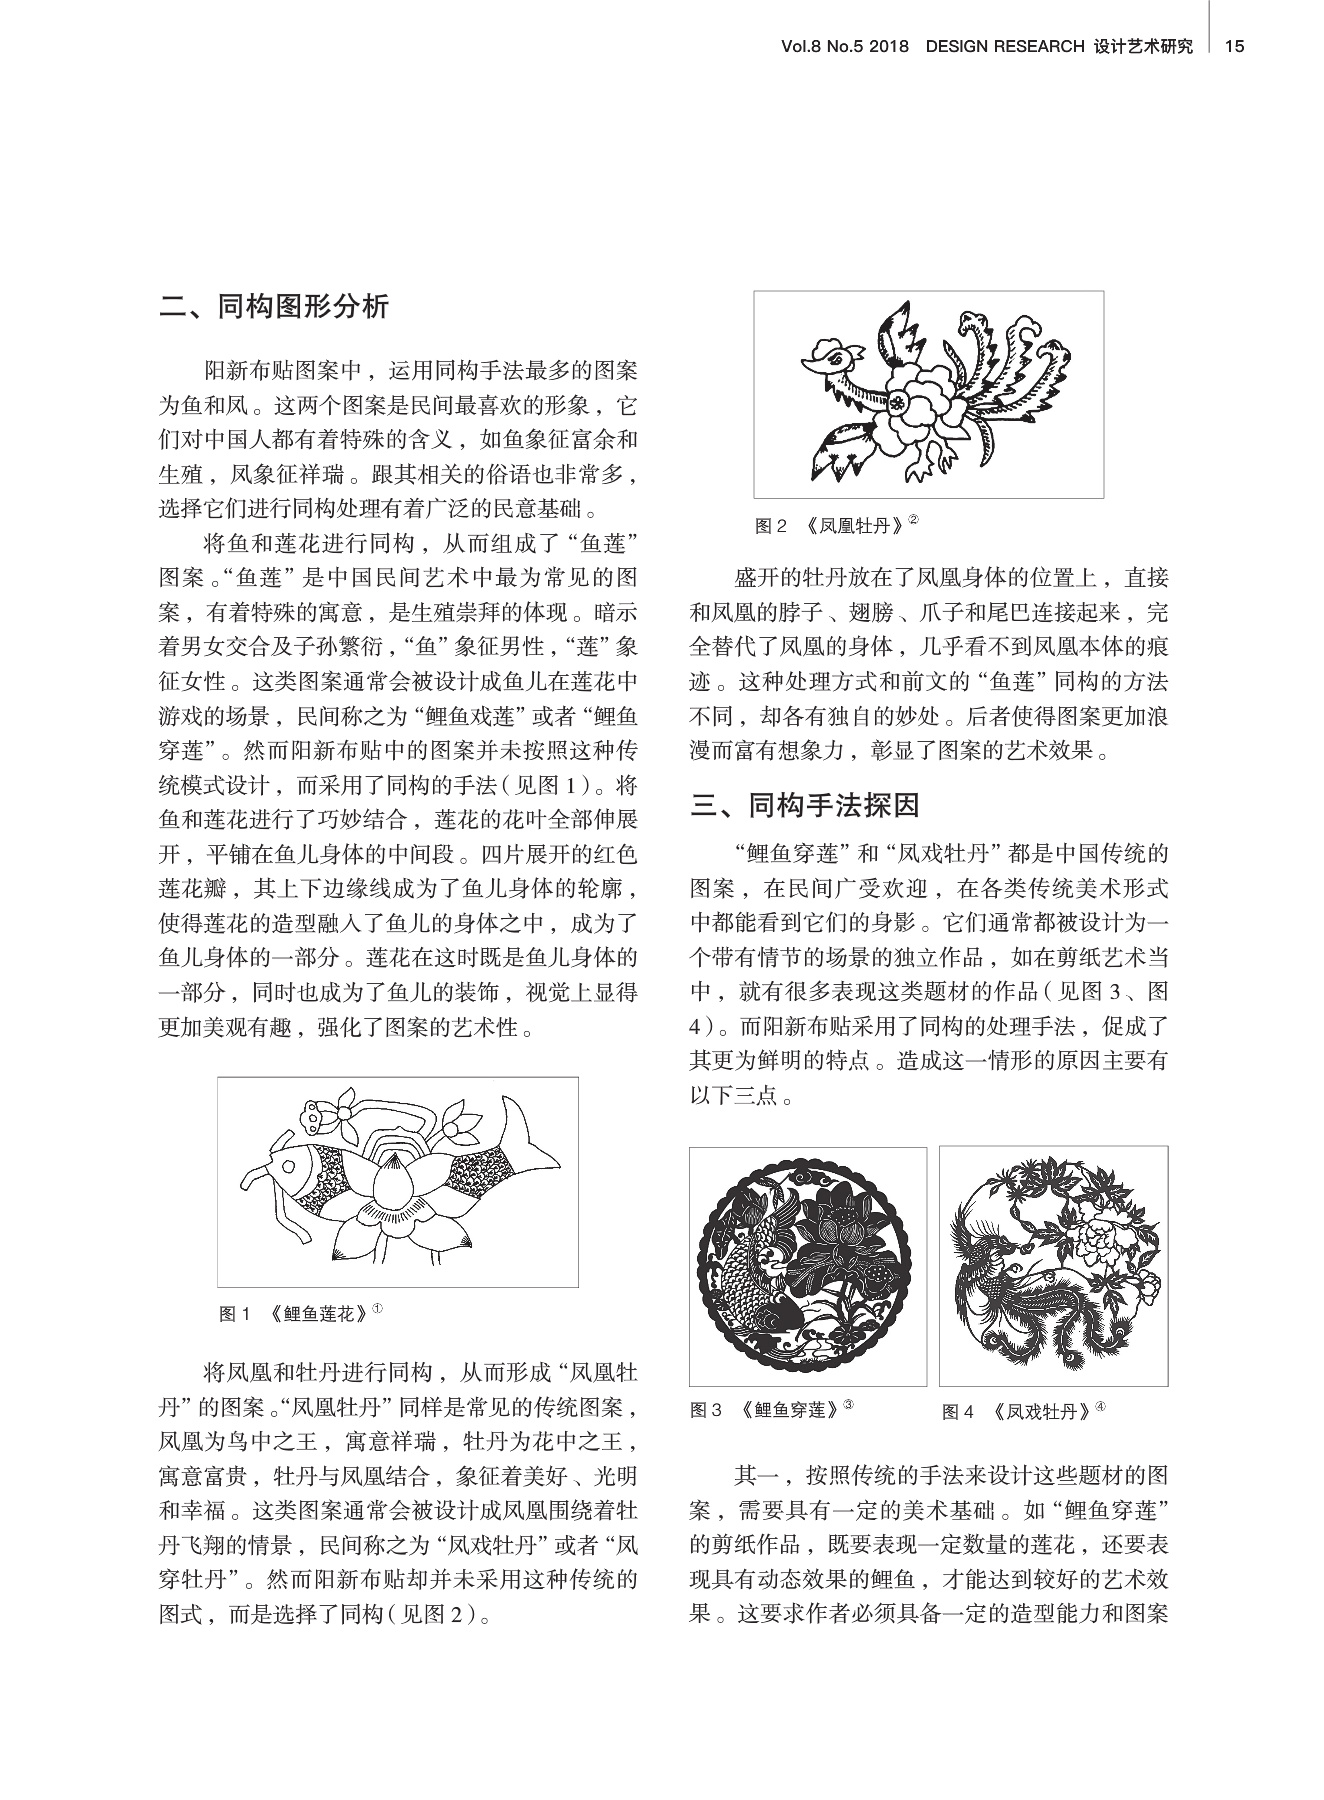 Vol.8 No.5 2018 DESIGN RESEARCH 设计艺术研究 15
二、同构图形分析
阳新布贴图案中，运用同构手法最多的图案
为鱼和凤。这两个图案是民间最喜欢的形象，它
们对中国人都有着特殊的含义，如鱼象征富余和
生殖，凤象征祥瑞。跟其相关的俗语也非常多，
选择它们进行同构处理有着广泛的民意基础。
将鱼和莲花进行同构，从而组成了“鱼莲”
图案。“鱼莲”是中国民间艺术中最为常见的图
案，有着特殊的寓意，是生殖崇拜的体现。暗示
着男女交合及子孙繁衍，“鱼”象征男性，“莲”象
征女性。这类图案通常会被设计成鱼儿在莲花中
游戏的场景，民间称之为“鲤鱼戏莲”或者“鲤鱼
穿莲”。然而阳新布贴中的图案并未按照这种传
统模式设计，而采用了同构的手法（见图 1）。将
鱼和莲花进行了巧妙结合，莲花的花叶全部伸展
开，平铺在鱼儿身体的中间段。四片展开的红色
莲花瓣，其上下边缘线成为了鱼儿身体的轮廓，
使得莲花的造型融入了鱼儿的身体之中，成为了
鱼儿身体的一部分。莲花在这时既是鱼儿身体的
一部分，同时也成为了鱼儿的装饰，视觉上显得
更加美观有趣，强化了图案的艺术性。
图 1 《鲤鱼莲花》①
将凤凰和牡丹进行同构，从而形成“凤凰牡
丹”的图案。“凤凰牡丹”同样是常见的传统图案，
凤凰为鸟中之王，寓意祥瑞，牡丹为花中之王，
寓意富贵，牡丹与凤凰结合，象征着美好、光明
和幸福。这类图案通常会被设计成凤凰围绕着牡
丹飞翔的情景，民间称之为“凤戏牡丹”或者“凤
穿牡丹”。然而阳新布贴却并未采用这种传统的
图式，而是选择了同构（见图 2）。
图 2 《凤凰牡丹》②
盛开的牡丹放在了凤凰身体的位置上，直接
和凤凰的脖子、翅膀、爪子和尾巴连接起来，完
全替代了凤凰的身体，几乎看不到凤凰本体的痕
迹。这种处理方式和前文的“鱼莲”同构的方法
不同，却各有独自的妙处。后者使得图案更加浪
漫而富有想象力，彰显了图案的艺术效果。
三、同构手法探因
“鲤鱼穿莲”和“凤戏牡丹”都是中国传统的
图案，在民间广受欢迎，在各类传统美术形式
中都能看到它们的身影。它们通常都被设计为一
个带有情节的场景的独立作品，如在剪纸艺术当
中，就有很多表现这类题材的作品（见图 3、图
4）。而阳新布贴采用了同构的处理手法，促成了
其更为鲜明的特点。造成这一情形的原因主要有
以下三点。
图 3 《鲤鱼穿莲》③
图 4 《凤戏牡丹》④
其一，按照传统的手法来设计这些题材的图
案，需要具有一定的美术基础。如“鲤鱼穿莲”
的剪纸作品，既要表现一定数量的莲花，还要表
现具有动态效果的鲤鱼，才能达到较好的艺术效
果。这要求作者必须具备一定的造型能力和图案